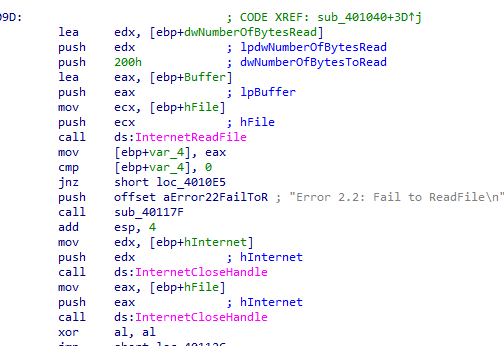 09D: ; CODE XREF: sub_401040+3D↑j
lea edx, [ebp+dwNumberOfBytesRead]
push edx ; lpdwNumberOfBytesRead
push 200h ; dwNumberOfBytesToRead
lea eax, [ebp+Buffer]
push eax ; lpBuffer
mov ecx, [ebp+hFile]
push ecx ; hFile
call ds:InternetReadFile
mov [ebp+var_4], eax
cmp [ebp+var_4], 0
jnz short loc_4010E5
push offset aError22FailToR ; "Error 2.2: Fail to ReadFile\n"
call sub_40117F
add esp, 4
mov edx, [ebp+hInternet]
push edx ; hInternet
call ds:InternetCloseHandle
mov eax, [ebp+hFile]
push eax ; hInternet
call ds:InternetCloseHandle
xor al, al